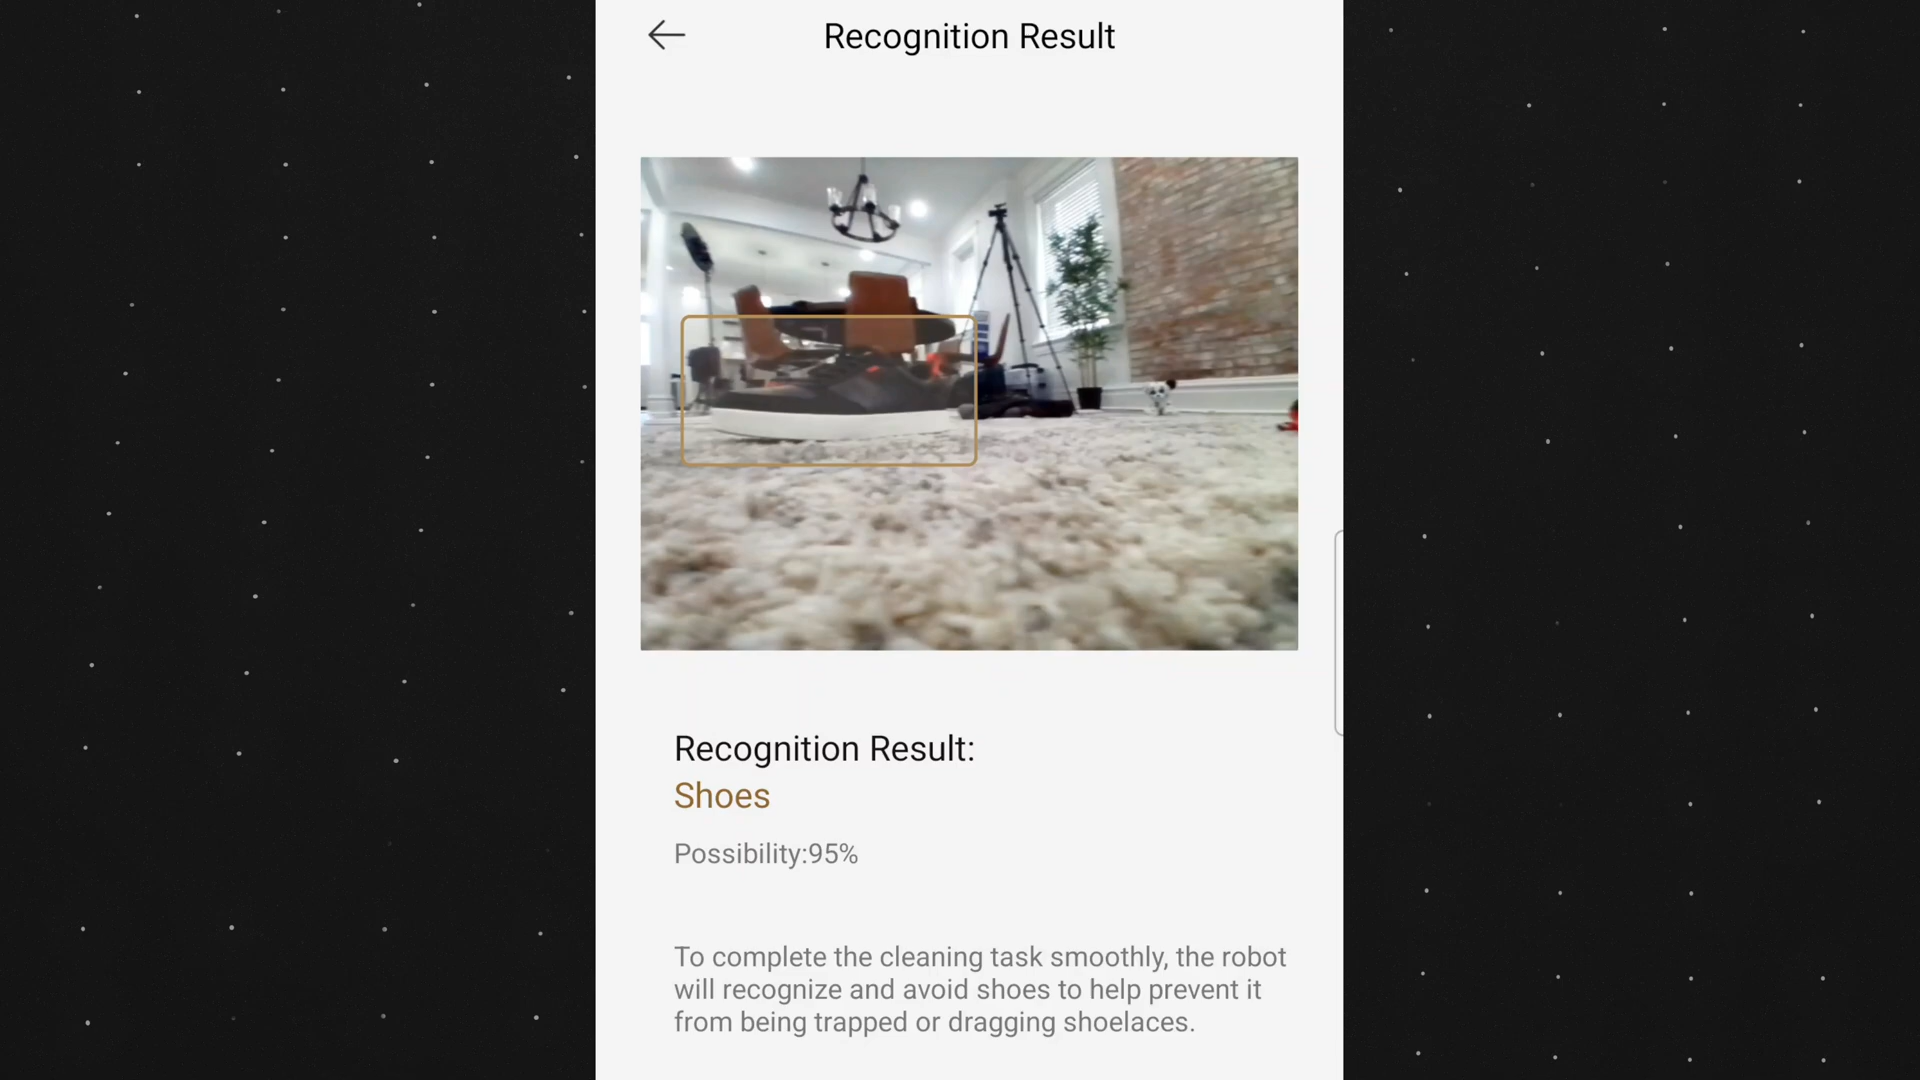 Recognition Result
Recognition Result:
Shoes
Possibility:95%
To complete the cleaning task smoothly, the robot
will recognize and avoid shoes to help prevent it
from being trapped or dragging shoelaces.